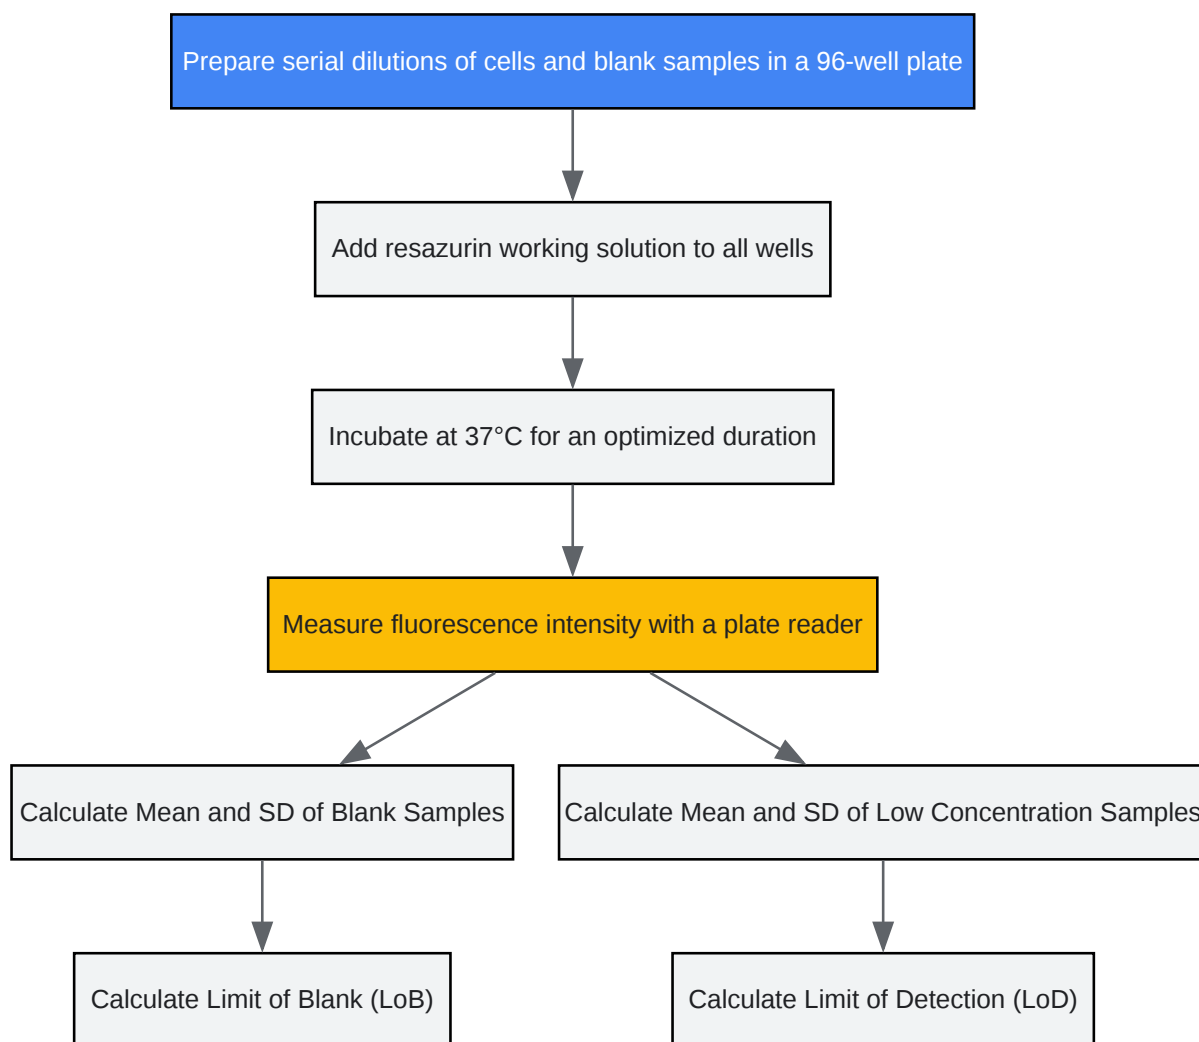 Prepare serial dilutions of cells and blank samples in a 96-well plate
Add resazurin working solution to all wells
Incubate at 37°C for an optimized duration
Measure fluorescence intensity with a plate reader
Calculate Mean and SD of Blank Samples
Calculate Mean and SD of Low Concentration Samples
Calculate Limit of Blank (LoB)
Calculate Limit of Detection (LoD)